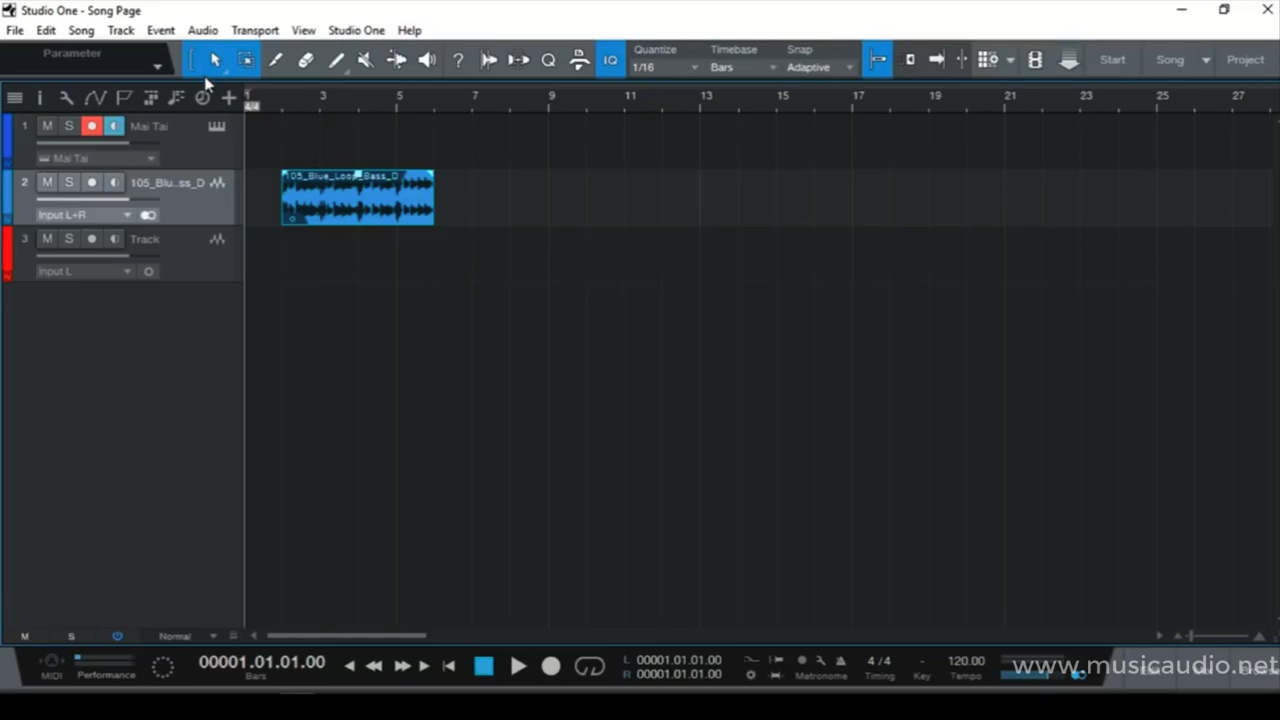 Studio One - Song Page
File Edit Song Track Event Audio Transport View Studio One Help
Parameter
Quantize Timebase Snap
1/16 Bars Adaptive
Start Song Project
IQ
1 3 5 7 9 11 13 15 17 19 21 23 25 27
4/4
1 M S Mai Tai
Mai Tai
2 M S 105_Blu..ss_D
105_Blue_Loop_Bass_D
Input L+R
3 M S Track
Input L
M S Normal
MIDI Performance
00001.01.01.00
Bars
L 00001.01.01.00
R 00001.01.01.00
Metronome
4 / 4
Timing
-
Key
120.00
Tempo
www.musicaudio.net